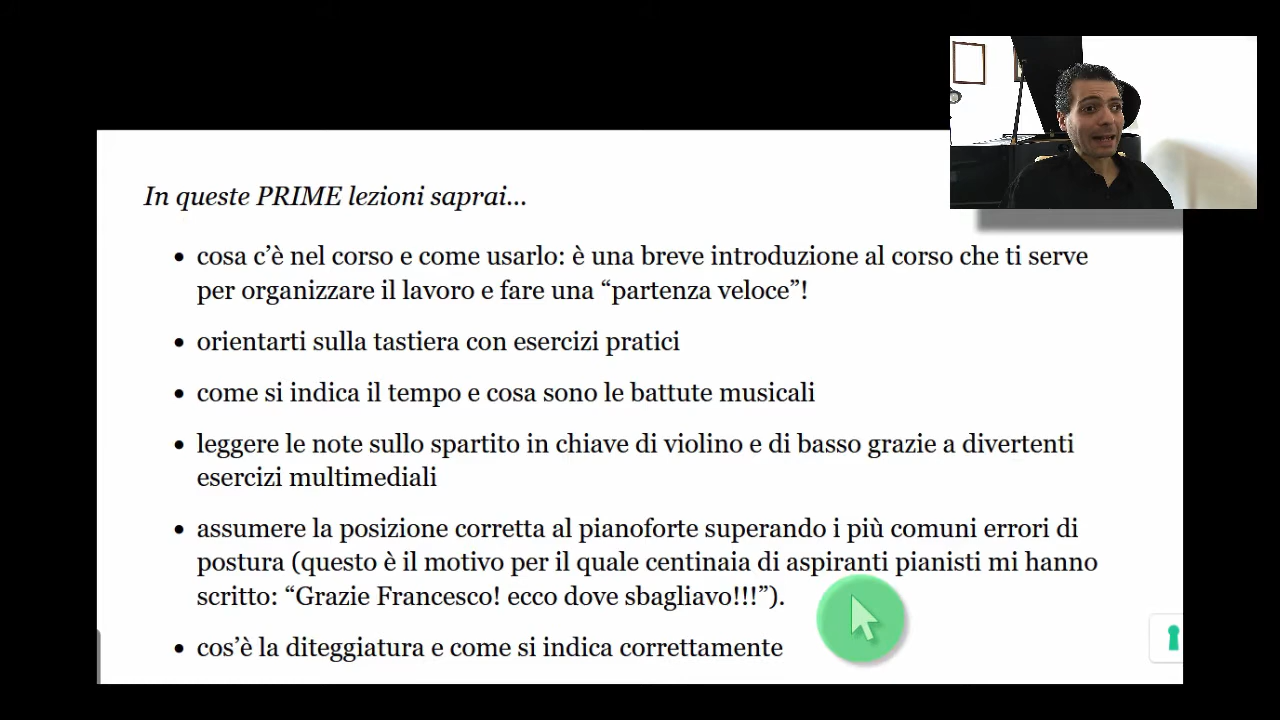 In queste PRIME lezioni saprai...
• cosa c’è nel corso e come usarlo: è una breve introduzione al corso che ti serve
per organizzare il lavoro e fare una “partenza veloce”!
• orientarti sulla tastiera con esercizi pratici
• come si indica il tempo e cosa sono le battute musicali
• leggere le note sullo spartito in chiave di violino e di basso grazie a divertenti
esercizi multimediali
• assumere la posizione corretta al pianoforte superando i più comuni errori di
postura (questo è il motivo per il quale centinaia di aspiranti pianisti mi hanno
scritto: “Grazie Francesco! ecco dove sbagliavo!!!”).
• cos’è la diteggiatura e come si indica correttamente